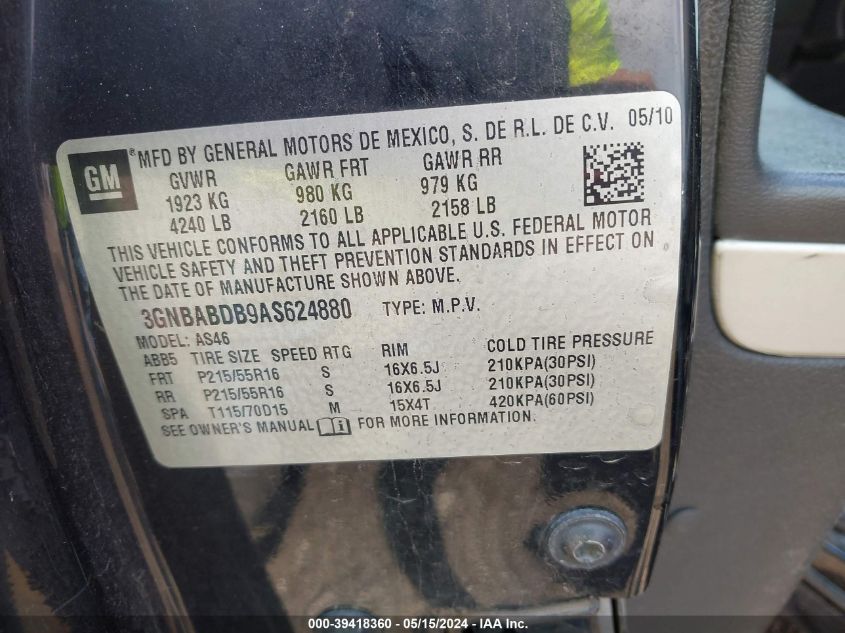 GM ® MFD BY GENERAL MOTORS DE MEXICO, S. DE R.L. DE C.V. 05/10
GVWR GAWR FRT GAWR RR
1923 KG 980 KG 979 KG
4240 LB 2160 LB 2158 LB
THIS VEHICLE CONFORMS TO ALL APPLICABLE U.S. FEDERAL MOTOR
VEHICLE SAFETY AND THEFT PREVENTION STANDARDS IN EFFECT ON
THE DATE OF MANUFACTURE SHOWN ABOVE.
3GNBABDB9AS624880 TYPE: M.P.V.
MODEL: AS46
ABB5 TIRE SIZE SPEED RTG RIM COLD TIRE PRESSURE
FRT P215/55R16 S 16X6.5J 210KPA(30PSI)
RR P215/55R16 S 16X6.5J 210KPA(30PSI)
SPA T115/70D15 M 15X4T 420KPA(60PSI)
SEE OWNER'S MANUAL i FOR MORE INFORMATION.
000-39418360 - 05/15/2024 - IAA Inc.